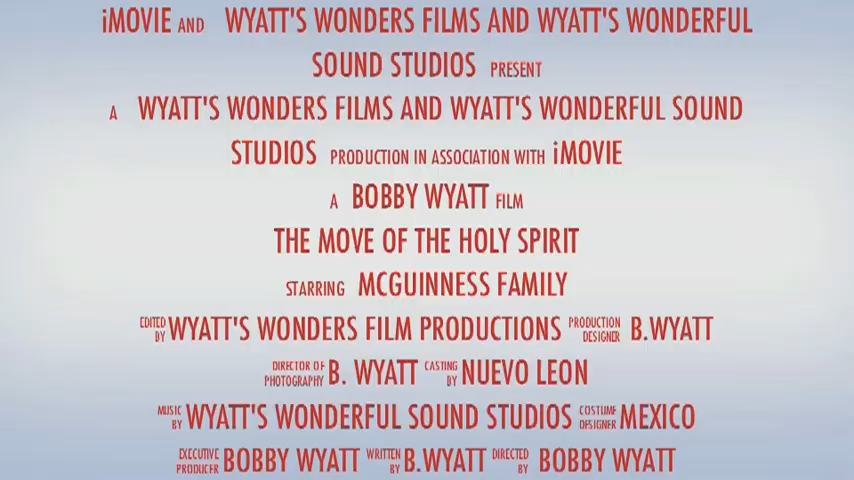 iMOVIE AND WYATT'S WONDERS FILMS AND WYATT'S WONDERFUL
SOUND STUDIOS PRESENT
A WYATT'S WONDERS FILMS AND WYATT'S WONDERFUL SOUND
STUDIOS PRODUCTION IN ASSOCIATION WITH iMOVIE
A BOBBY WYATT FILM
THE MOVE OF THE HOLY SPIRIT
STARRING MCGUINNESS FAMILY
EDITED BY WYATT'S WONDERS FILM PRODUCTIONS PRODUCTION DESIGNER B.WYATT
DIRECTOR OF PHOTOGRAPHY B. WYATT CASTING BY NUEVO LEON
MUSIC BY WYATT'S WONDERFUL SOUND STUDIOS COSTUME DESIGNER MEXICO
EXECUTIVE PRODUCER BOBBY WYATT WRITTEN BY B.WYATT DIRECTED BY BOBBY WYATT